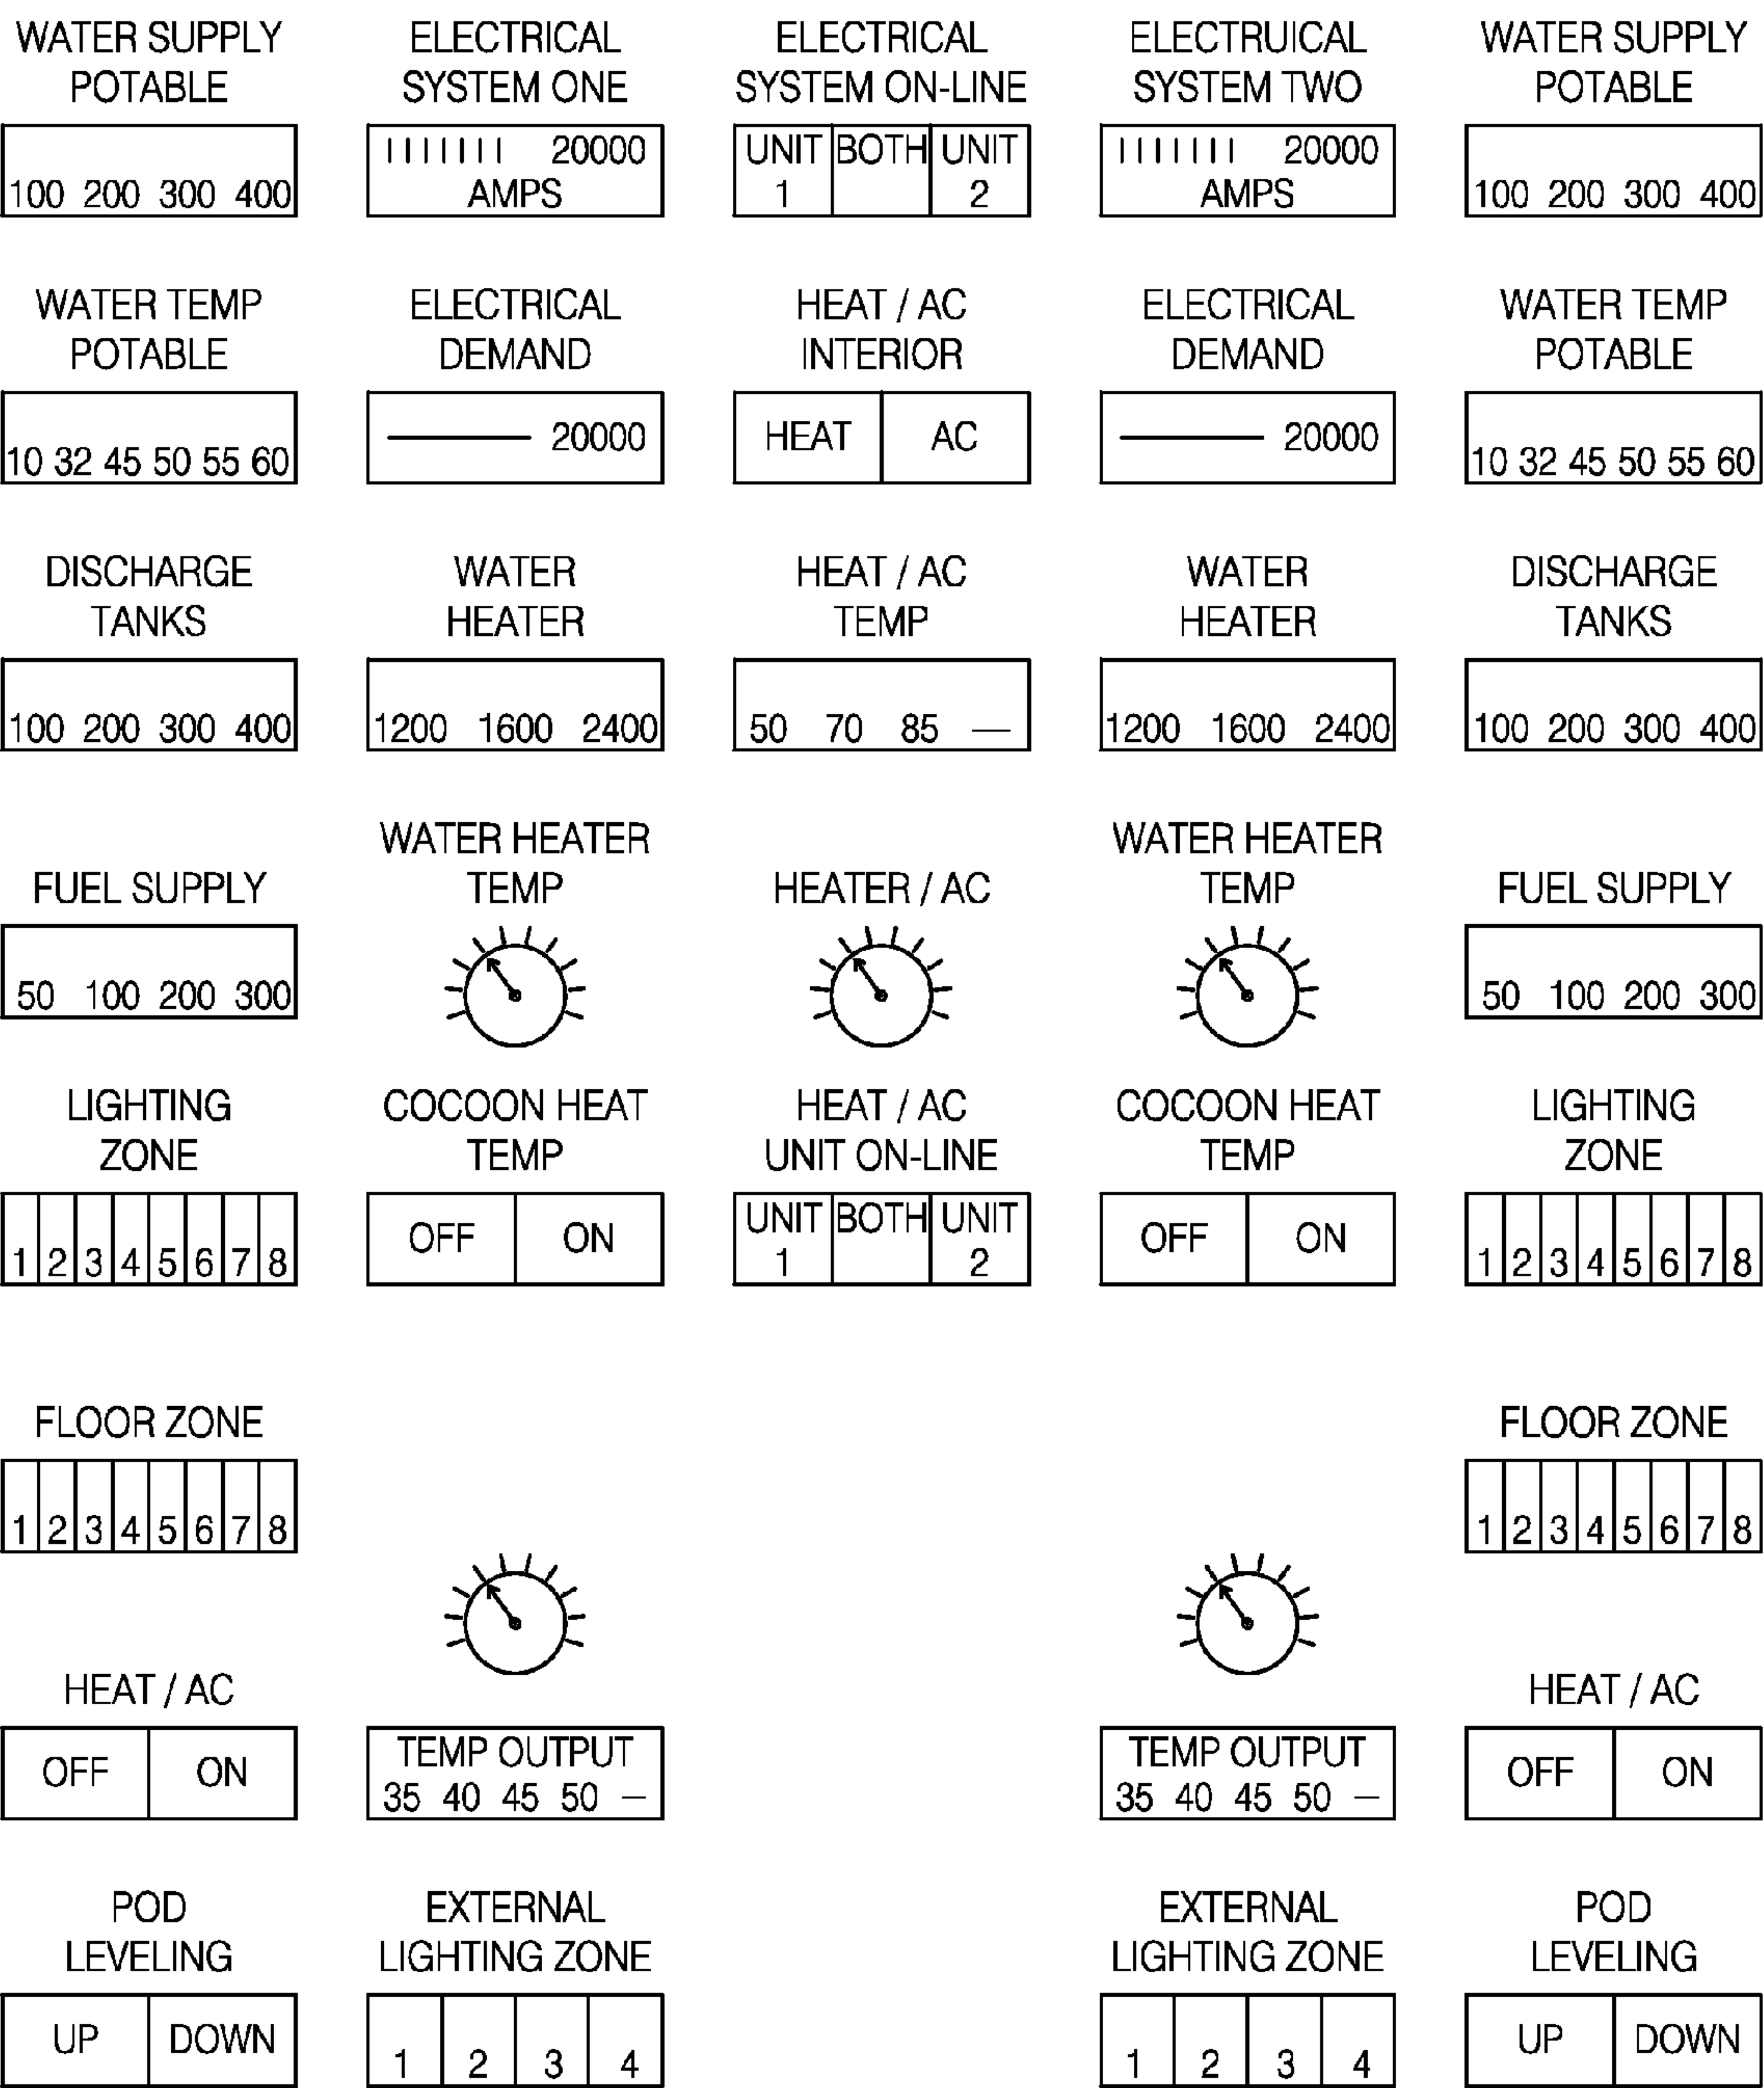 WATER SUPPLY ELECTRICAL ELECTRICAL ELECTRUICAL WATER SUPPLY
POTABLE SYSTEM ONE SYSTEM ON-LINE SYSTEM TWO POTABLE
20000 UNIT BOTH UNIT 20000
100 200 300 400 AMPS 1 2 AMPS 100 200 300 400
WATER TEMP ELECTRICAL HEAT / AC ELECTRICAL WATER TEMP
POTABLE DEMAND INTERIOR DEMAND POTABLE
20000 HEAT AC 20000
10 32 45 50 55 60 10 32 45 50 55 60
DISCHARGE WATER HEAT / AC WATER DISCHARGE
TANKS HEATER TEMP HEATER TANKS
100 200 300 400 1200 1600 2400 50 70 85 — 1200 1600 2400 100 200 300 400
WATER HEATER WATER HEATER
FUEL SUPPLY TEMP HEATER / AC TEMP FUEL SUPPLY
50 100 200 300 50 100 200 300
LIGHTING COCOON HEAT HEAT / AC COCOON HEAT LIGHTING
ZONE TEMP UNIT ON-LINE TEMP ZONE
OFF ON UNIT BOTH UNIT OFF ON
1 2 3 4 5 6 7 8 1 2 1 2 3 4 5 6 7 8
FLOOR ZONE FLOOR ZONE
1 2 3 4 5 6 7 8 1 2 3 4 5 6 7 8
HEAT / AC HEAT / AC
OFF ON TEMP OUTPUT TEMP OUTPUT OFF ON
35 40 45 50 — 35 40 45 50 —
POD EXTERNAL EXTERNAL POD
LEVELING LIGHTING ZONE LIGHTING ZONE LEVELING
UP DOWN 1 2 3 4 1 2 3 4 UP DOWN